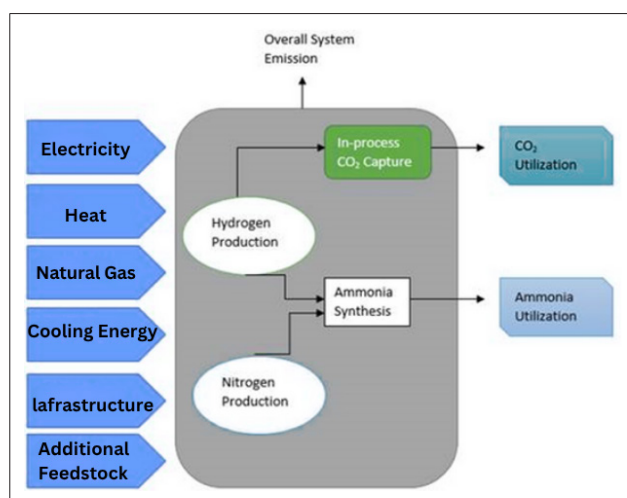 Overall System
Emission
Electricity
Heat
Natural Gas
Cooling Energy
lafrastructure
Additional
Feedstock
In-process
CO₂ Capture
Hydrogen
Production
Ammonia
Synthesis
Nitrogen
Production
CO₂
Utilization
Ammonia
Utilization